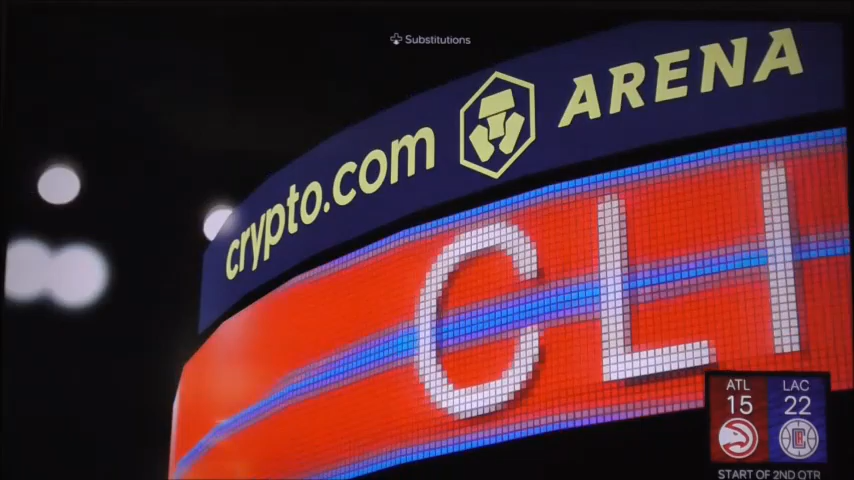 Substitutions
crypto.com ARENA
CLI
ATL LAC
15 22
START OF 2ND QTR